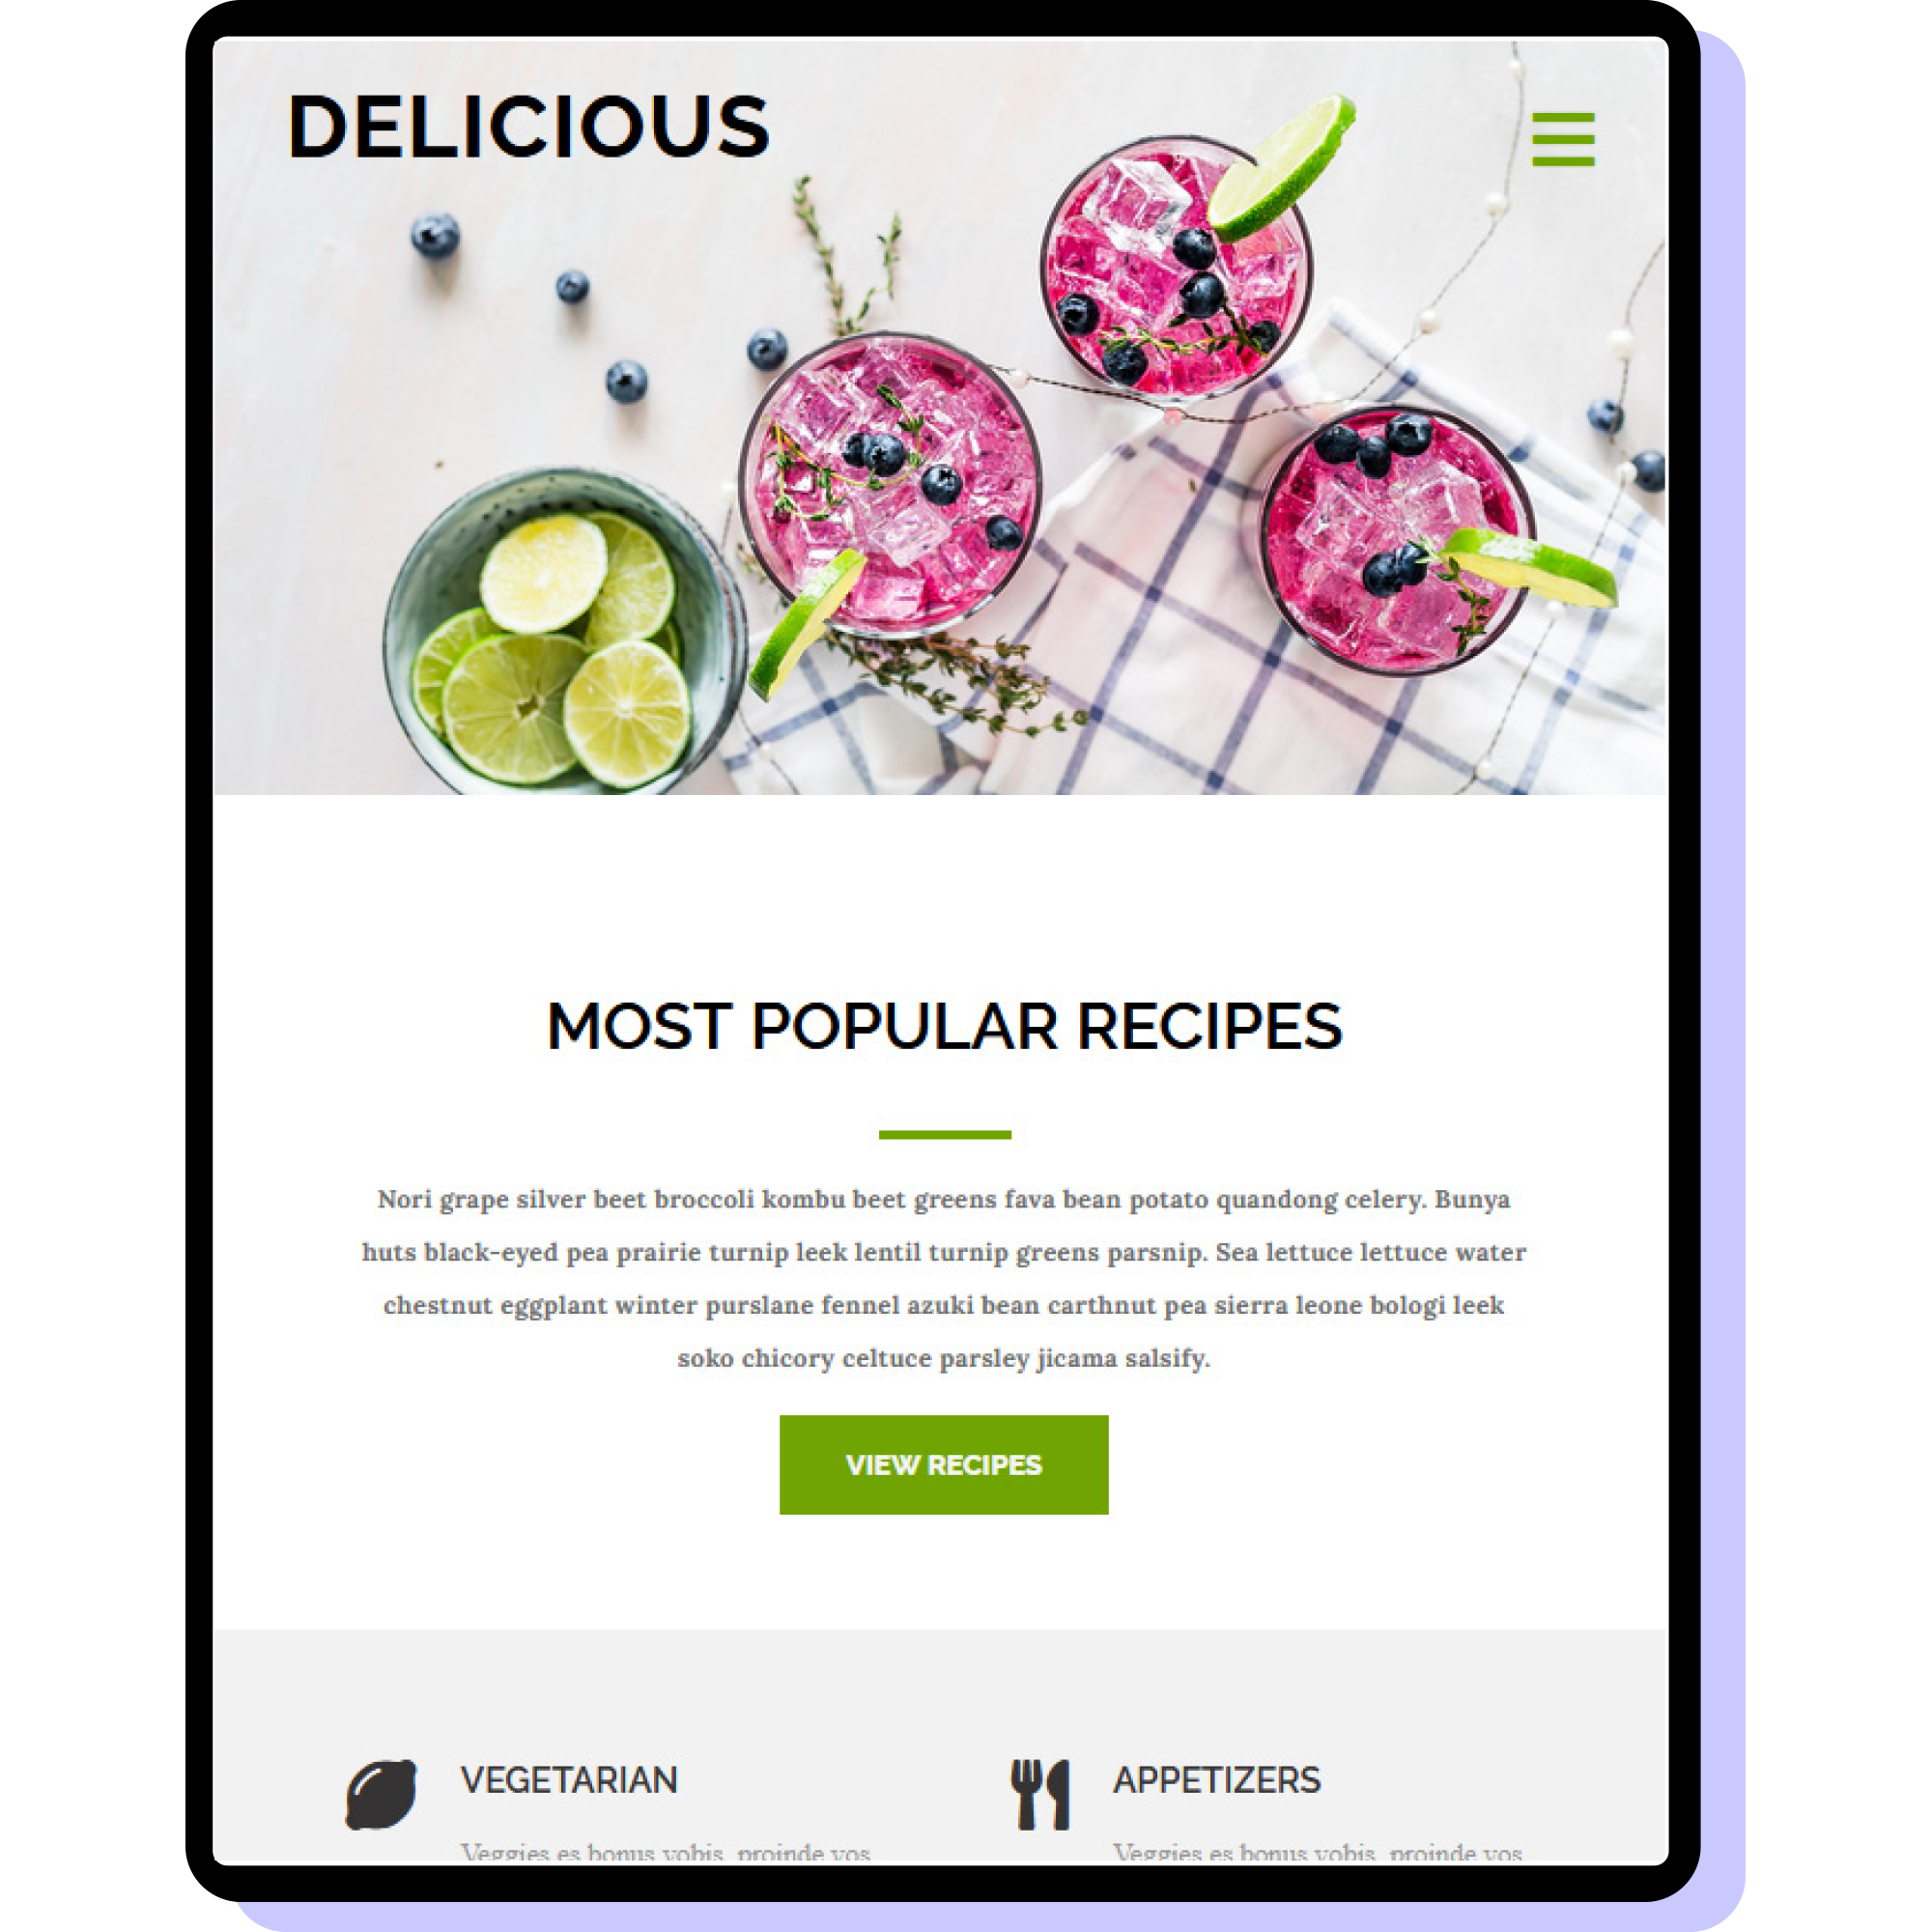 DELICIOUS
MOST POPULAR RECIPES
Nori grape silver beet broccoli kombu beet greens fava bean potato quandong celery. Bunya
huts black-eyed pea prairie turnip leek lentil turnip greens parsnip. Sea lettuce lettuce water
chestnut eggplant winter purslane fennel azuki bean carthnut pea sierra leone bologi leek
soko chicory celtuce parsley jicama salsify.
VIEW RECIPES
VEGETARIAN
APPETIZERS
Veggies es bonus vobis, proinde vos
Veggies es bonus vobis, proinde vos